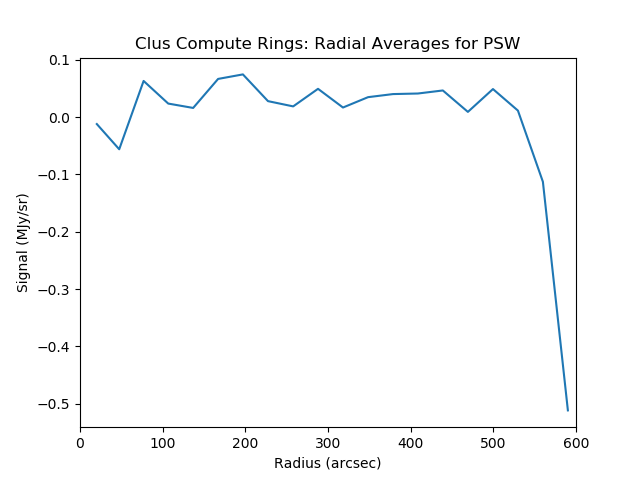 Clus Compute Rings: Radial Averages for PSW
0.1
0.0
−0.1
−0.2
−0.3
−0.4
−0.5
Signal (MJy/sr)
0 100 200 300 400 500 600
Radius (arcsec)